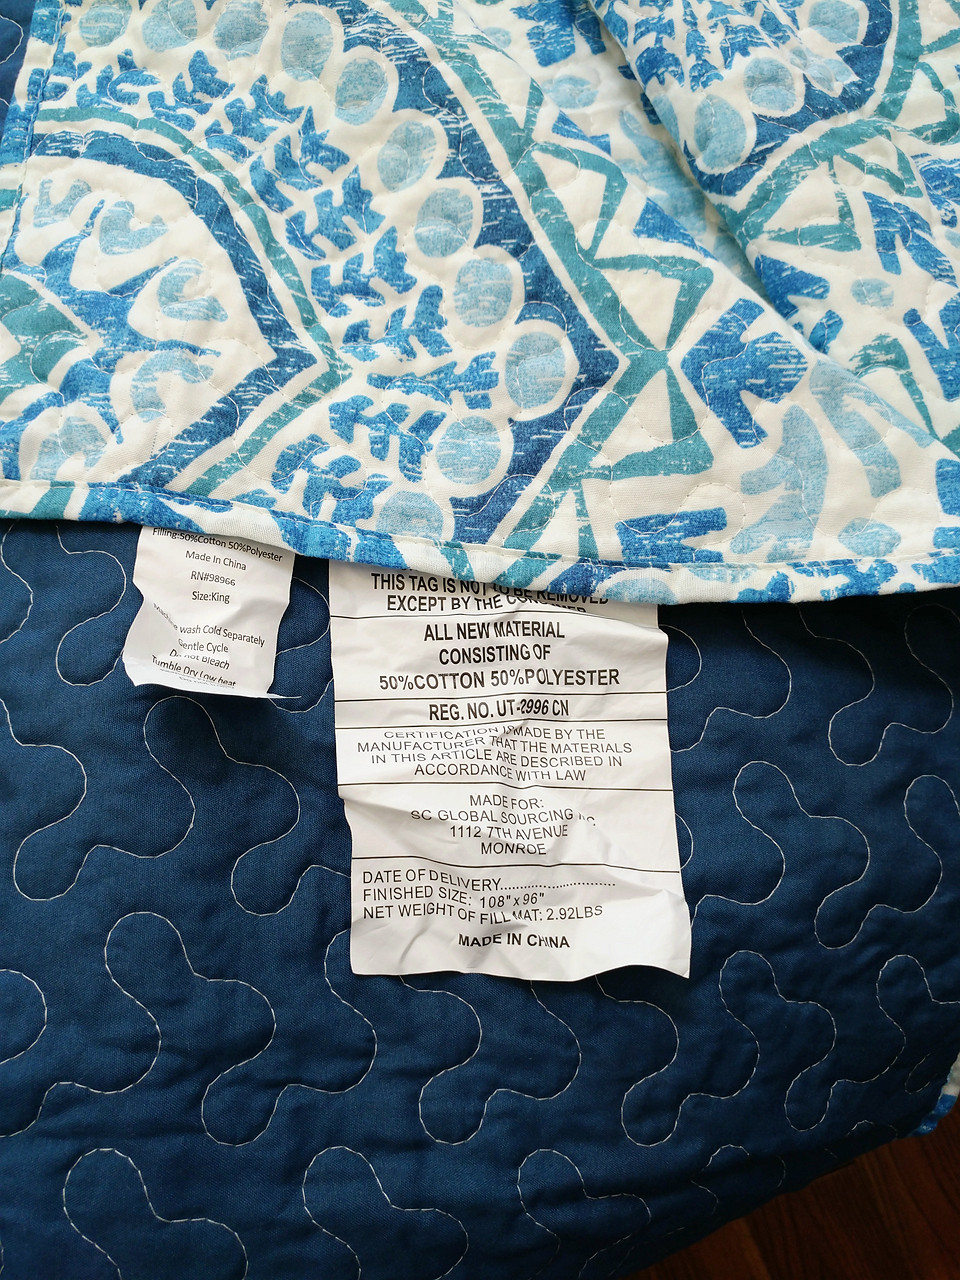 Filling:50%Cotton 50%Polyester
Made In China
RN#98966
Size:King
Machine wash Cold Separately
Gentle Cycle
Do not Bleach
Tumble Dry Low heat
THIS TAG IS NOT TO BE REMOVED
EXCEPT BY THE CONSUMER
ALL NEW MATERIAL
CONSISTING OF
50%COTTON 50%POLYESTER
REG. NO. UT-2996 CN
CERTIFICATION IS MADE BY THE
MANUFACTURER THAT THE MATERIALS
IN THIS ARTICLE ARE DESCRIBED IN
ACCORDANCE WITH LAW
MADE FOR:
SC GLOBAL SOURCING
1112 7TH AVENUE
MONROE
DATE OF DELIVERY............................
FINISHED SIZE: 108"x96"
NET WEIGHT OF FILL MAT: 2.92LBS
MADE IN CHINA